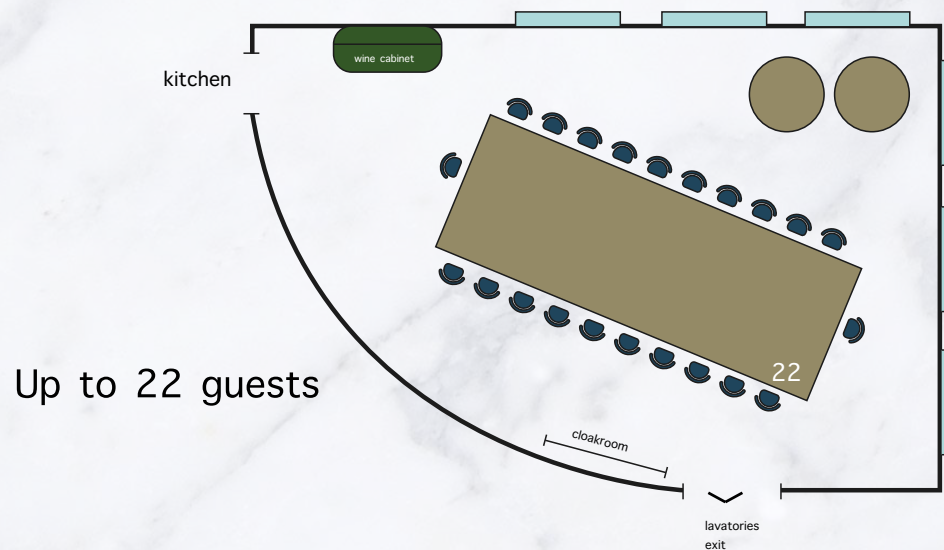 wine cabinet
kitchen
22
Up to 22 guests
cloakroom
lavatories
exit